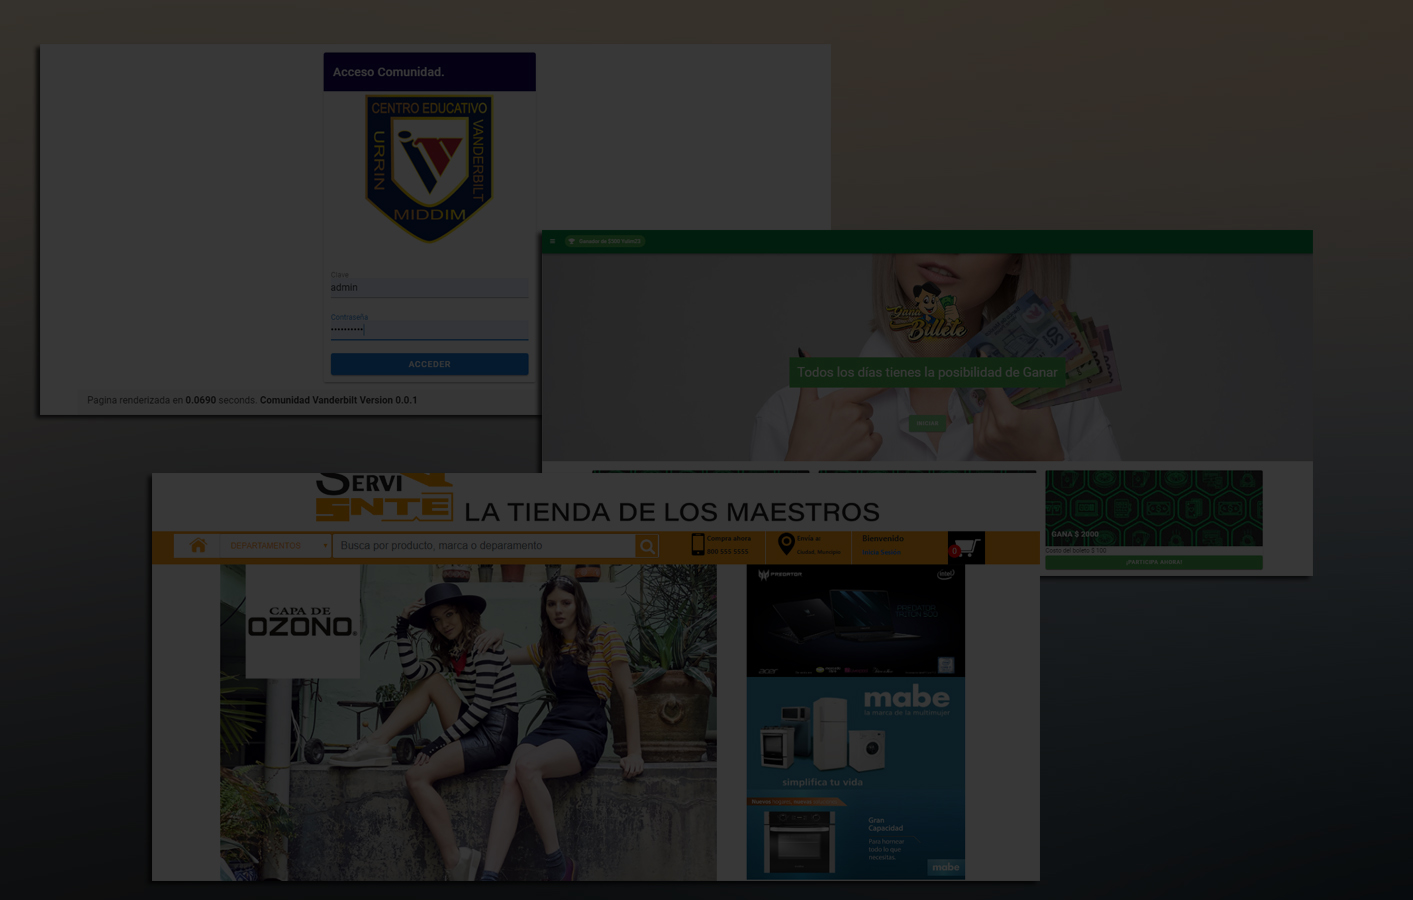 Acceso Comunidad.
CENTRO EDUCATIVO
URRIN
VANDERBILT
MIDDIM
Clave
admin
Contraseña
ACCEDER
Pagina renderizada en 0.0690 seconds. Comunidad Vanderbilt Version 0.0.1
Gana
Billete
Todos los días tienes la posibilidad de Ganar
INICIAR
GANA $ 2000
Costo del boleto $ 100
¡PARTICIPA AHORA!
SERVI
SNTE
LA TIENDA DE LOS MAESTROS
DEPARTAMENTOS
Busca por producto, marca o deparamento
Compra ahora
800 555 5555
Envía a:
Ciudad, Municipio,
Bienvenido
Inicia Sesión
0
CAPA DE
OZONO
PREDATOR
intel
PREDATOR
acer
mabe
la marca de la multimujer
simplifica tu vida
Gran
Capacidad
Para hornear
todo lo que
necesitas.
mabe